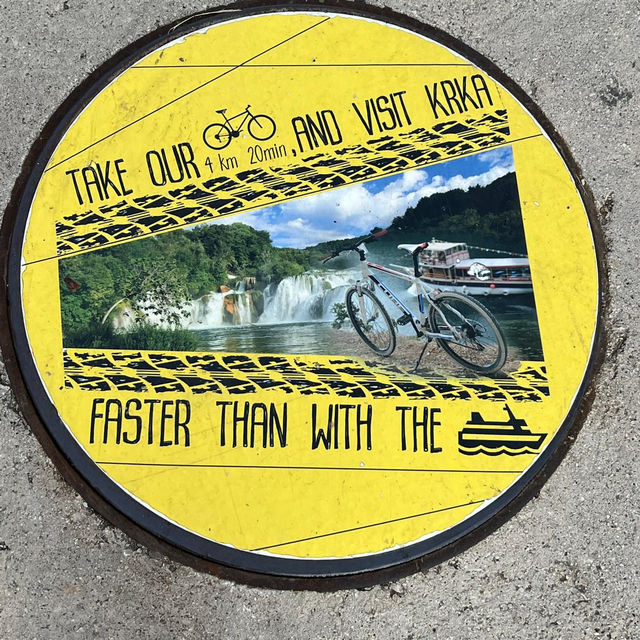 TAKE OUR , AND VISIT KRKA
4 km 20min
FASTER THAN WITH THE